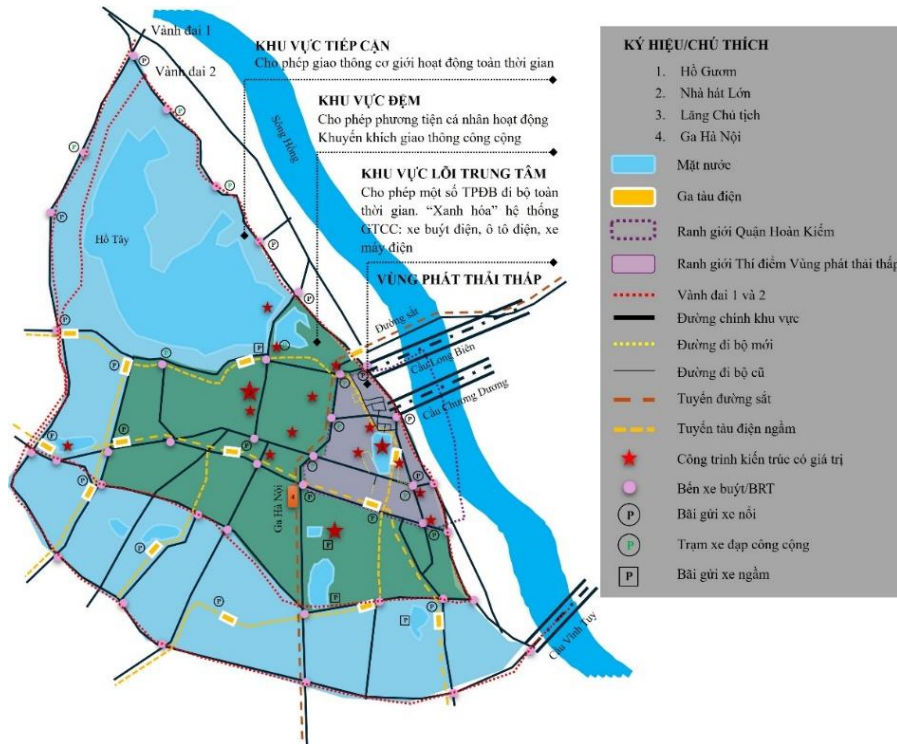 Vành đai 1
Vành đai 2
KHU VỰC TIẾP CẬN
Cho phép giao thông cơ giới hoạt động toàn thời gian
KHU VỰC ĐỆM
Cho phép phương tiện cá nhân hoạt động
Khuyến khích giao thông công cộng
KHU VỰC LÕI TRUNG TÂM
Cho phép một số TPĐB đi bộ toàn
thời gian. “Xanh hóa” hệ thống
GTCC: xe buýt điện, ô tô điện, xe
máy điện
VÙNG PHÁT THẢI THẤP
Sông Hồng
Hồ Tây
Đường sắt
Cầu Long Biên
Cầu Chương Dương
Ga Hà Nội
4
Cầu Vĩnh Tuy
KÝ HIỆU/CHÚ THÍCH
1. Hồ Gươm
2. Nhà hát Lớn
3. Lăng Chủ tịch
4. Ga Hà Nội
Mặt nước
Ga tàu điện
Ranh giới Quận Hoàn Kiếm
Ranh giới Thí điểm Vùng phát thải thấp
Vành đai 1 và 2
Đường chính khu vực
Đường đi bộ mới
Đường đi bộ cũ
Tuyến đường sắt
Tuyến tàu điện ngầm
Công trình kiến trúc có giá trị
Bến xe buýt/BRT
P Bãi gửi xe nổi
P Trạm xe đạp công cộng
P Bãi gửi xe ngầm